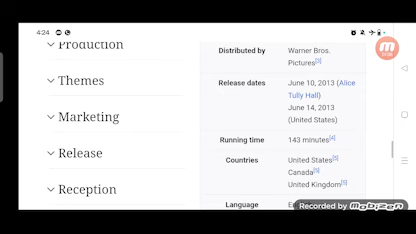 4:24
Production
Themes
Marketing
Release
Reception
Distributed by
Warner Bros.
Pictures[3]
Release dates
June 10, 2013 (Alice
Tully Hall)
June 14, 2013
(United States)
Running time
143 minutes[4]
Countries
United States[5]
Canada[5]
United Kingdom[5]
Language
Recorded by
MOBIZEN